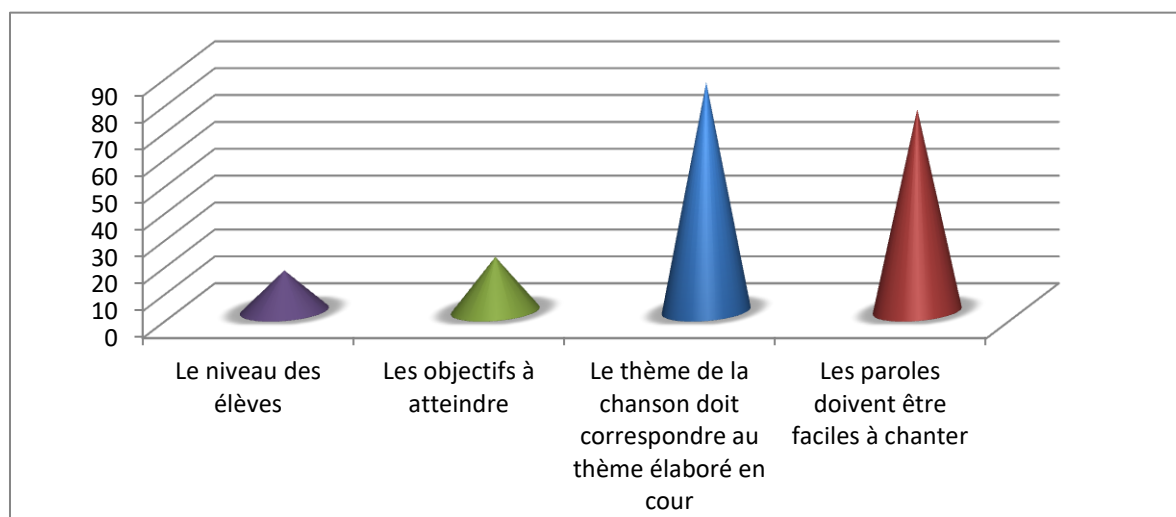 90
80
70
60
50
40
30
20
10
0
Le niveau des
élèves
Les objectifs à
atteindre
Le thème de la
chanson doit
correspondre au
thème élaboré en
cour
Les paroles
doivent être
faciles à chanter